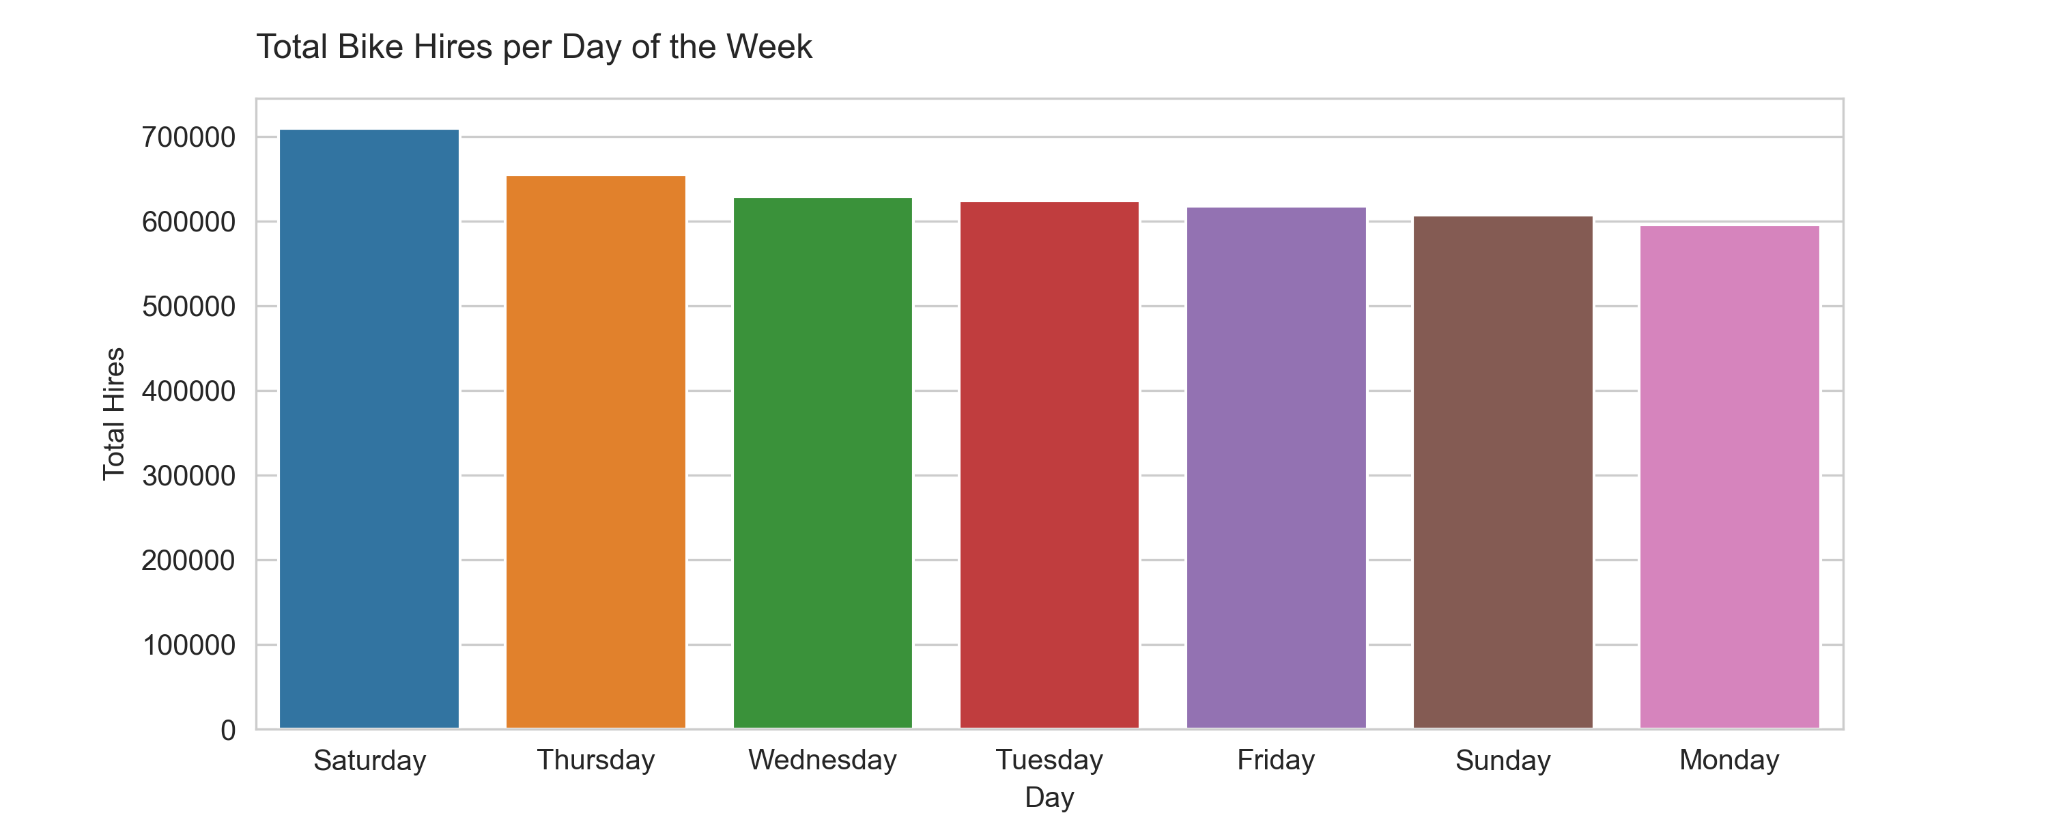 Total Bike Hires per Day of the Week
700000
600000
500000
400000
300000
200000
100000
0
Total Hires
Saturday Thursday Wednesday Tuesday Friday Sunday Monday
Day